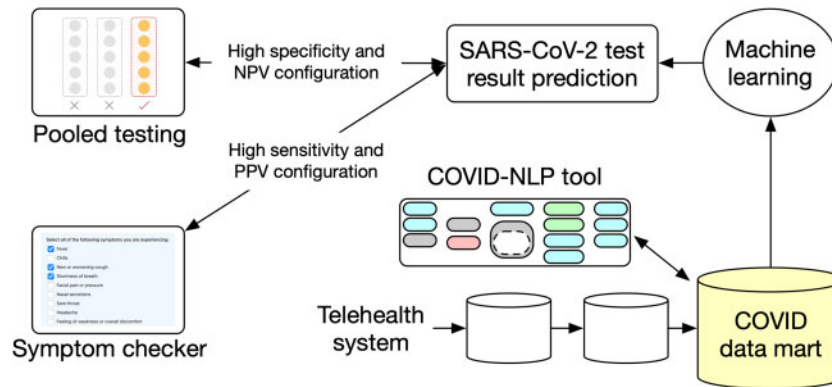 High specificity and
NPV configuration
SARS-CoV-2 test
result prediction
Machine
learning
Pooled testing
High sensitivity and
PPV configuration
COVID-NLP tool
Select all of the following symptoms you are experiencing:
Fever
Chills
New or worsening cough
Shortness of breath
Facial pain or pressure
Nasal secretions
Sore throat
Headache
Feeling of weakness or overall discomfort
Symptom checker
Telehealth
system
COVID
data mart